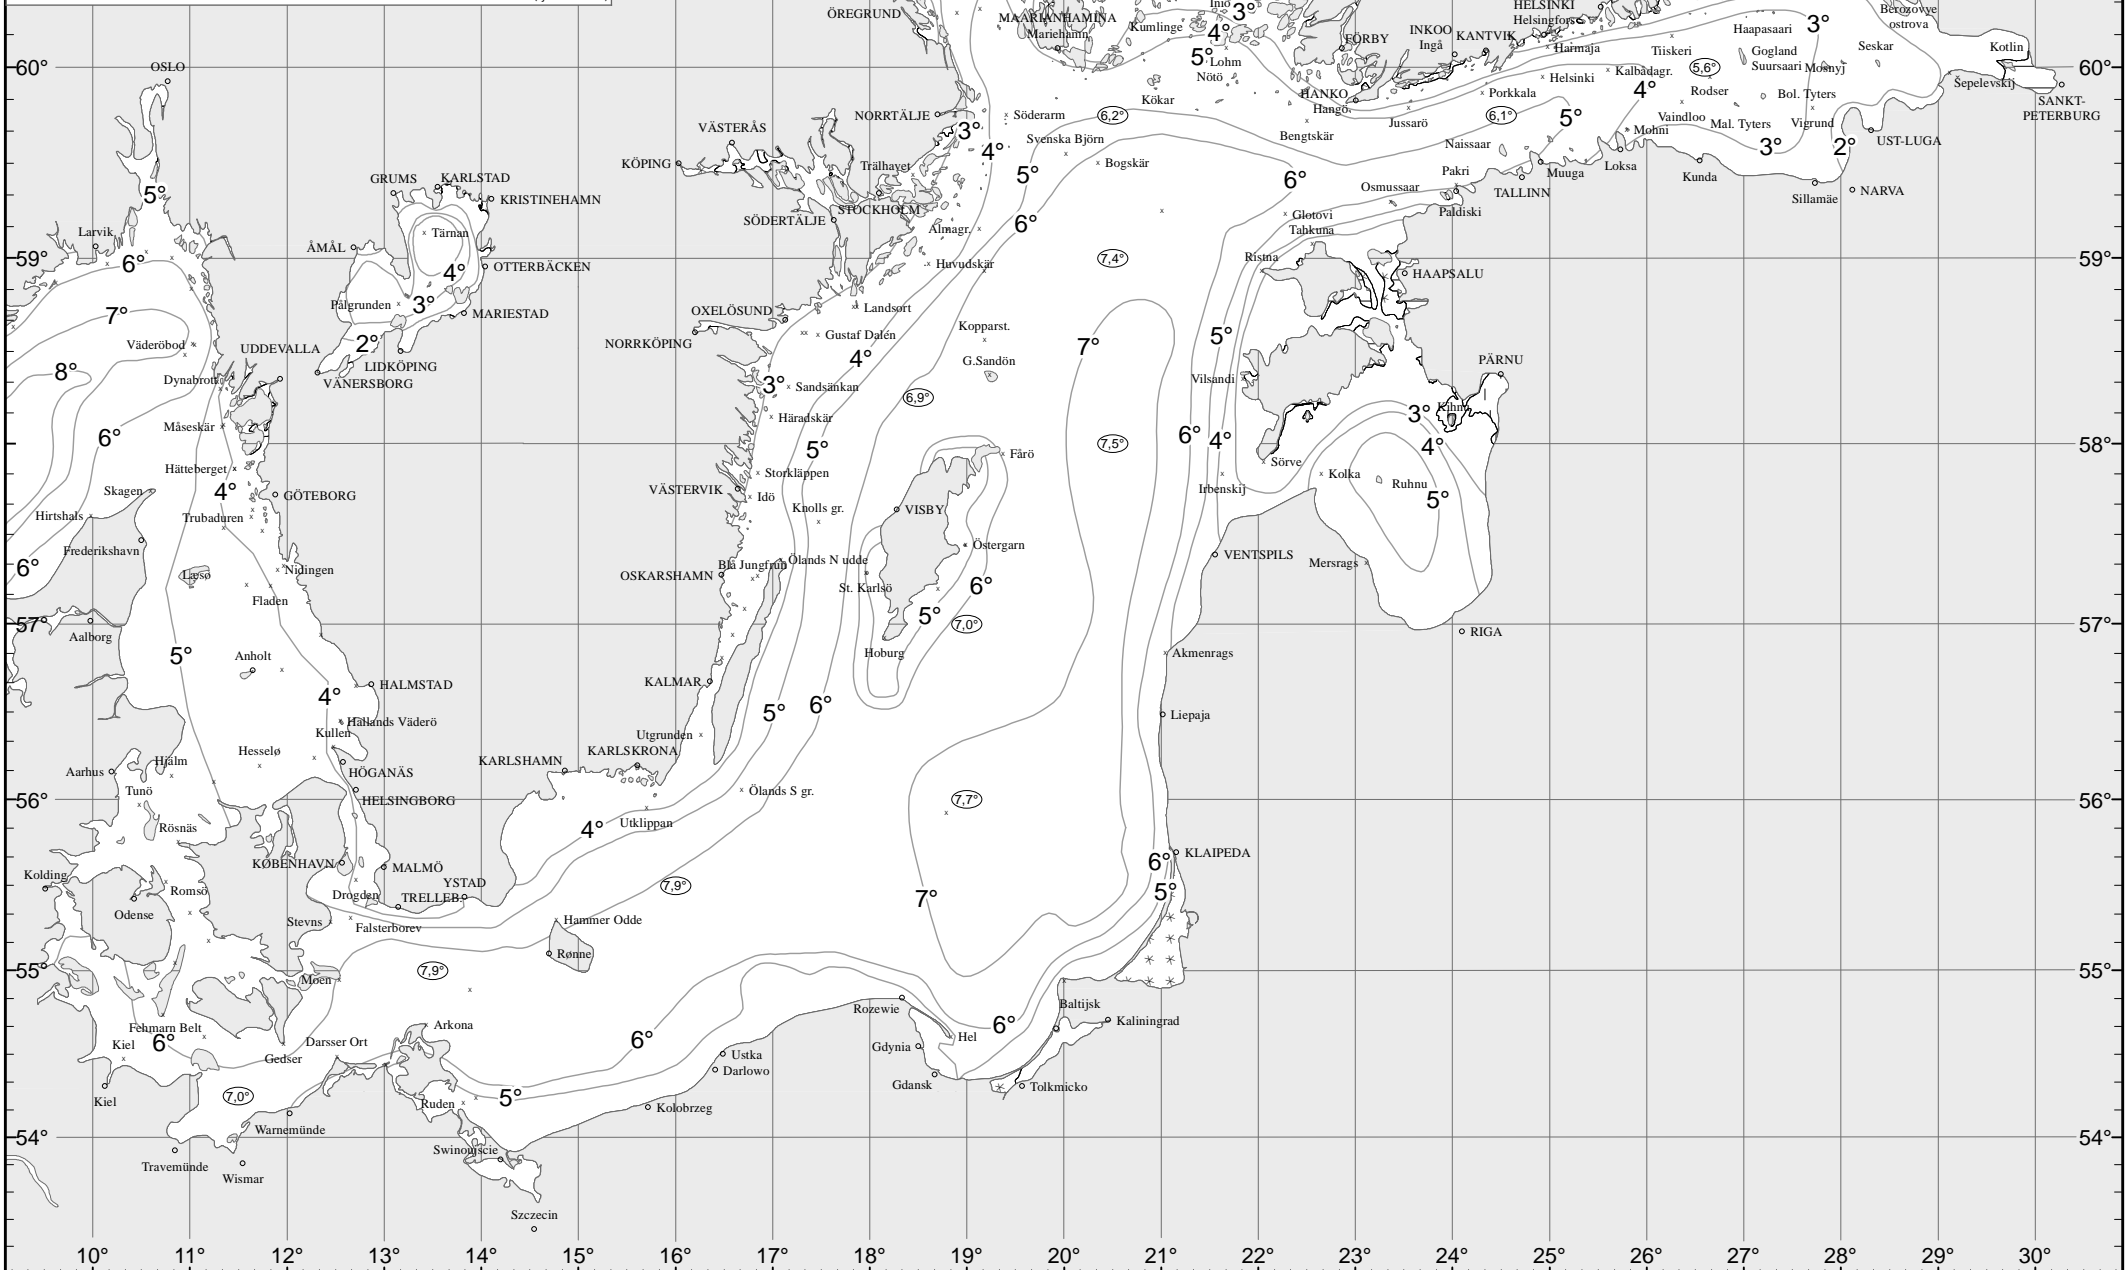 ÖREGRUND
MAARIANHAMINA
Mariehamn
Kumlinge
Iniö
3°
4°
5°
Lohm
Nötö
FÖRBY
INKOO
Ingå
KANTVIK
HELSINKI
Helsingfors
Harmaja
Haapasaari
3°
Berozovye
ostrova
Kotlin
Tiiskeri
Gogland
Suursaari
Mosnyj
Seskar
60°
OSLO
60°
Helsinki
Kalbådagr.
5,6°
Rodser
Bol. Tyters
Šepelevskij
SANKT-
PETERBURG
HANKO
Hangö
Kökar
Jussarö
Porkkala
4°
6,1°
5°
Vaindloo
Mal. Tyters
Vigrund
NORRTÄLJE
3°
Söderarm
6,2°
Svenska Björn
Bengtskär
Naissaar
Mohni
3°
2°
UST-LUGA
VÄSTERÅS
KÖPING
Trälhavet
4°
Bogskär
5°
6°
Osmussaar
Pakri
TALLINN
Muuga
Loksa
Kunda
Sillamäe
NARVA
GRUMS
KARLSTAD
KRISTINEHAMN
5°
SÖDERTÄLJE
STOCKHOLM
Almagr.
6°
Glotovi
Tahkuna
Paldiski
Larvik
Tärnan
ÅMÅL
59°
6°
4°
OTTERBÄCKEN
Huvudskär
7,4°
Ristna
HAAPSALU
59°
Pålgrunden
3°
MARIESTAD
OXELÖSUND
Landsort
7°
Väderöbod
2°
UDDEVALLA
LIDKÖPING
VÄNERSBORG
NORRKÖPING
Gustaf Dalén
Kopparst.
G.Sandön
7°
5°
PÄRNU
8°
Dynabrott
4°
3°
Sandsänkan
Vilsandi
6,9°
Häradskär
3°
Kihnu
Måseskär
6°
5°
7,5°
6°
4°
4°
58°
Hätteberget
Fårö
Sörve
Kolka
Skagen
4°
GÖTEBORG
Storkläppen
VÄSTERVIK
Idö
Irbenskij
Ruhnu
5°
Hirtshals
Trubaduren
Knolls gr.
VISBY
Frederikshavn
Östergarn
VENTSPILS
Mersrags
6°
Læsø
Nidingen
Blå Jungfrun
Ölands N udde
OSKARSHAMN
St. Karlsö
6°
Fladen
5°
57°
7,0°
57°
Aalborg
RIGA
5°
Anholt
Hoburg
Akmenrags
KALMAR
4°
HALMSTAD
5°
6°
Liepaja
Hallands Väderö
Kullen
Utgrunden
Hesselø
Hjälm
Aarhus
HÖGANÄS
KARLSHAMN
KARLSKRONA
Tunö
HELSINGBORG
Ölands S gr.
7,7°
56°
56°
Rösnäs
4°
Utklippan
KØBENHAVN
MALMÖ
6°
KLAIPEDA
Kolding
Romsö
Drogden
YSTAD
TRELLEB.
7,9°
7°
5°
Odense
Stevns
Falsterborev
Hammer Odde
Rønne
55°
Moen
7,9°
55°
Rozewie
Baltijsk
Fehmarn Belt
6°
Kiel
Gedser
Darsser Ort
Arkona
6°
6°
Hel
Kaliningrad
Gdynia
Ustka
Darlowo
Gdansk
Tolkmicko
Kiel
7,0°
Ruden
5°
Kolobrzeg
54°
Warnemünde
54°
Swinoujscie
Travemünde
Wismar
Szczecin
10° 11° 12° 13° 14° 15° 16° 17° 18° 19° 20° 21° 22° 23° 24° 25° 26° 27° 28° 29° 30°
58°